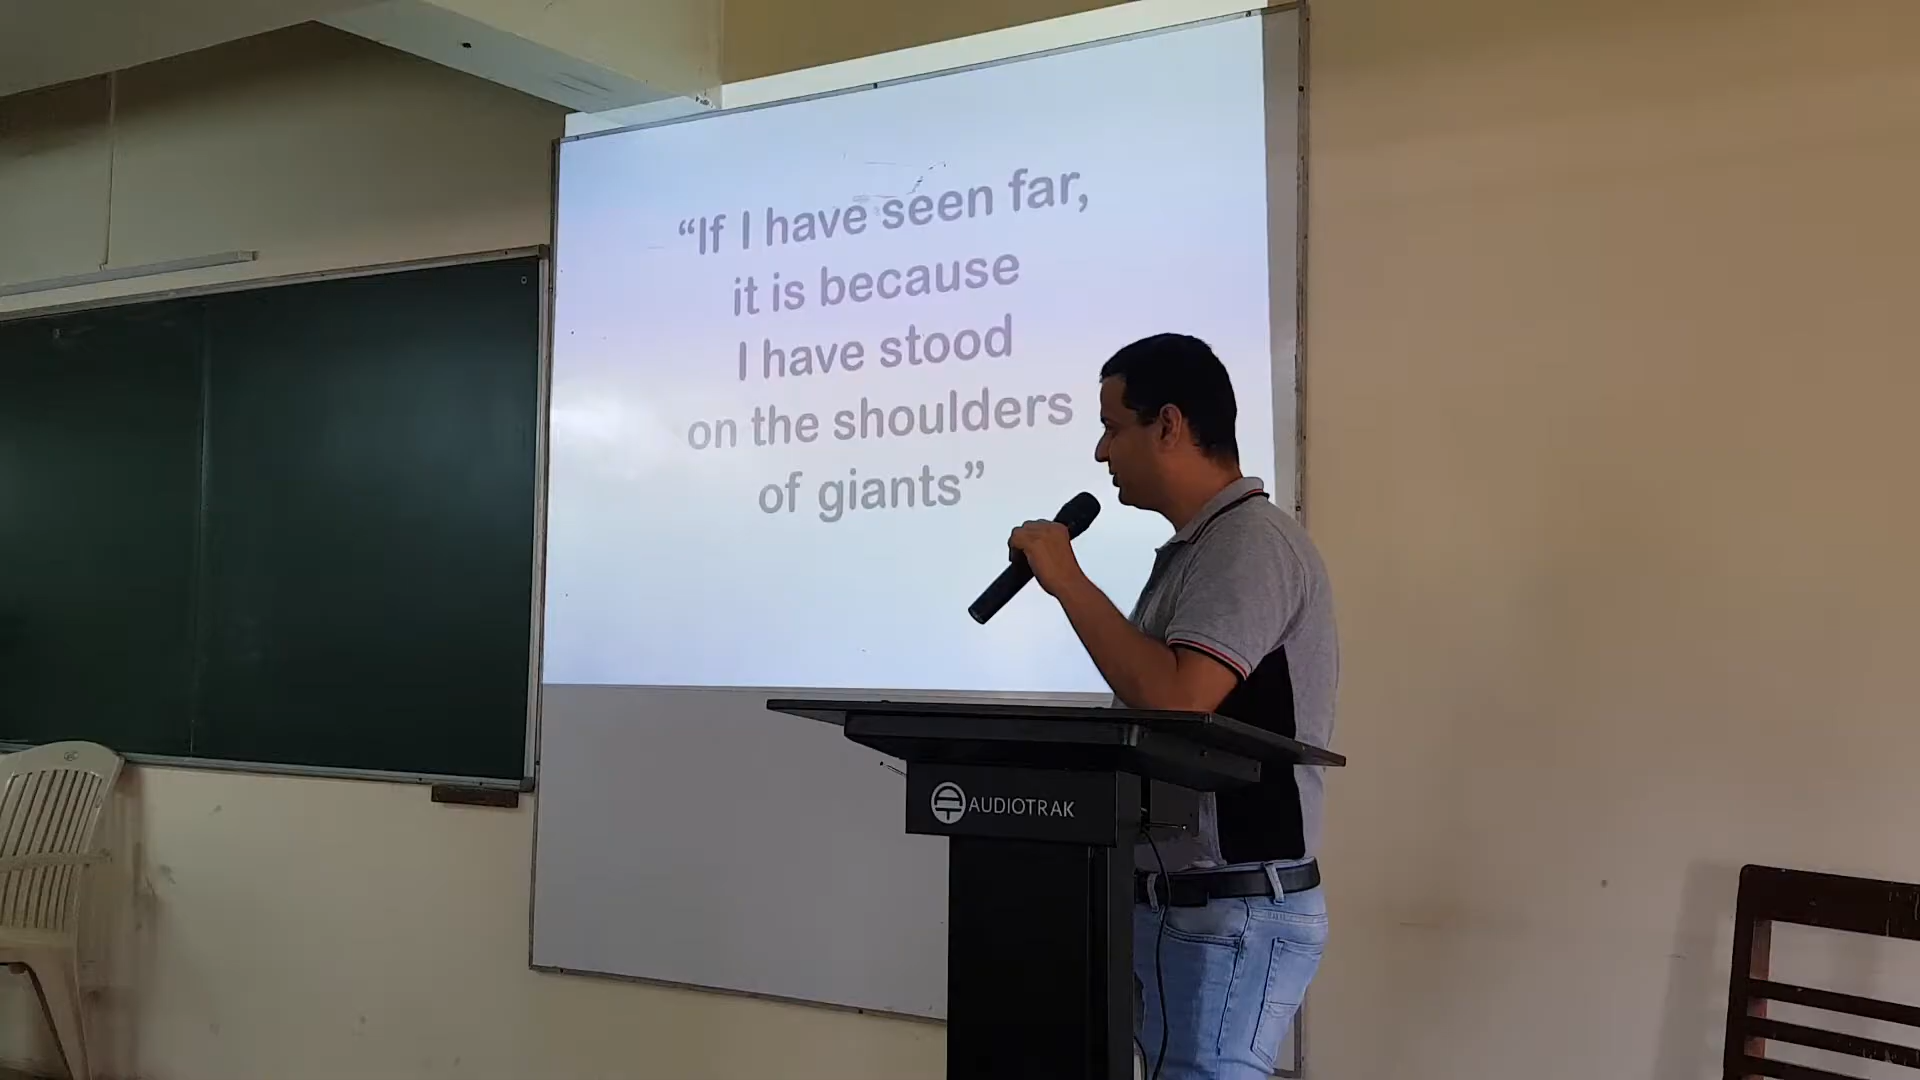 “If I have seen far,
it is because
I have stood
on the shoulders
of giants”
AUDIOTRAK